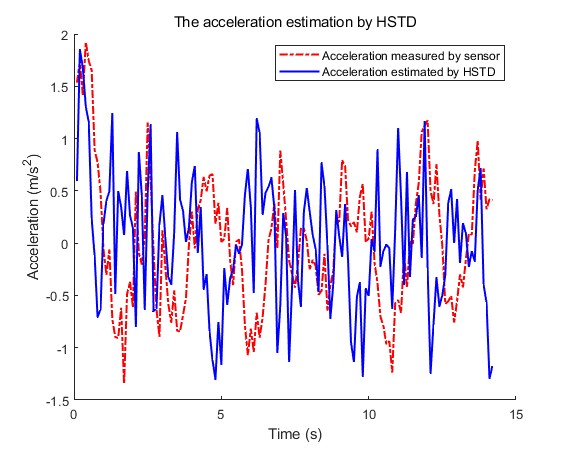 The acceleration estimation by HSTD
Acceleration measured by sensor
Acceleration estimated by HSTD
2
1.5
1
0.5
0
-0.5
-1
-1.5
Acceleration (m/s²)
0 5 10 15
Time (s)